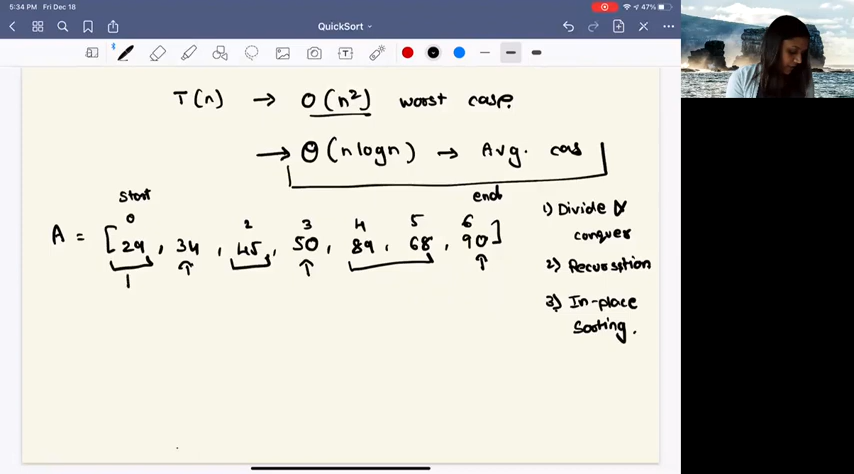 5:34 PM Fri Dec 18
47%
QuickSort
T(n) → O(n²) worst case.
→ Θ(nlogn) → Avg. cas
start
end
0 2 3 4 5 6
A = [29, 34, 45, 50, 89, 68, 90]
1
1) Divide &
conquer
2) Recursption
3) In-place
Sorting.